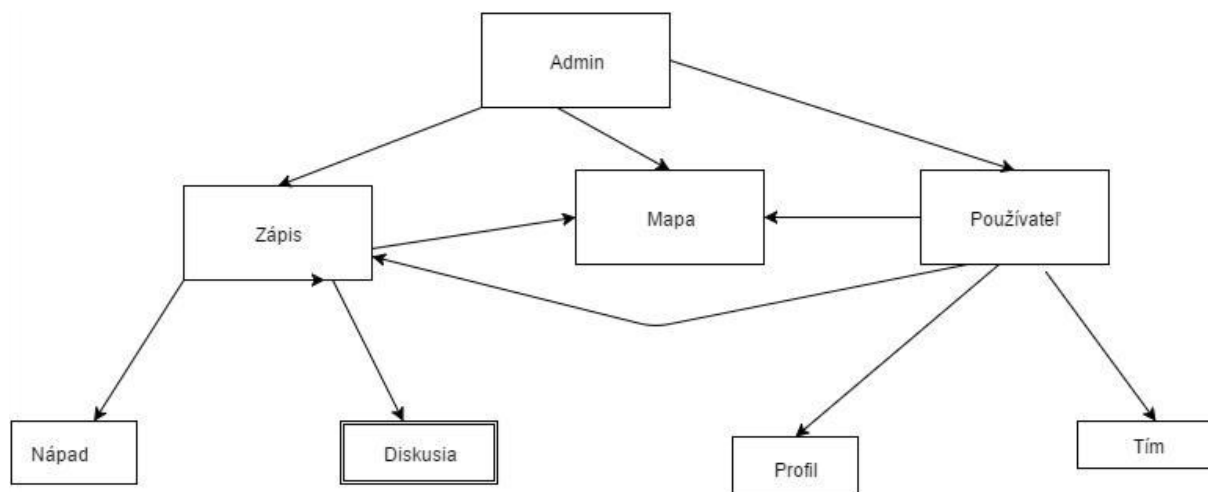 Admin
Zápis
Mapa
Používateľ
Nápad
Diskusia
Profil
Tím